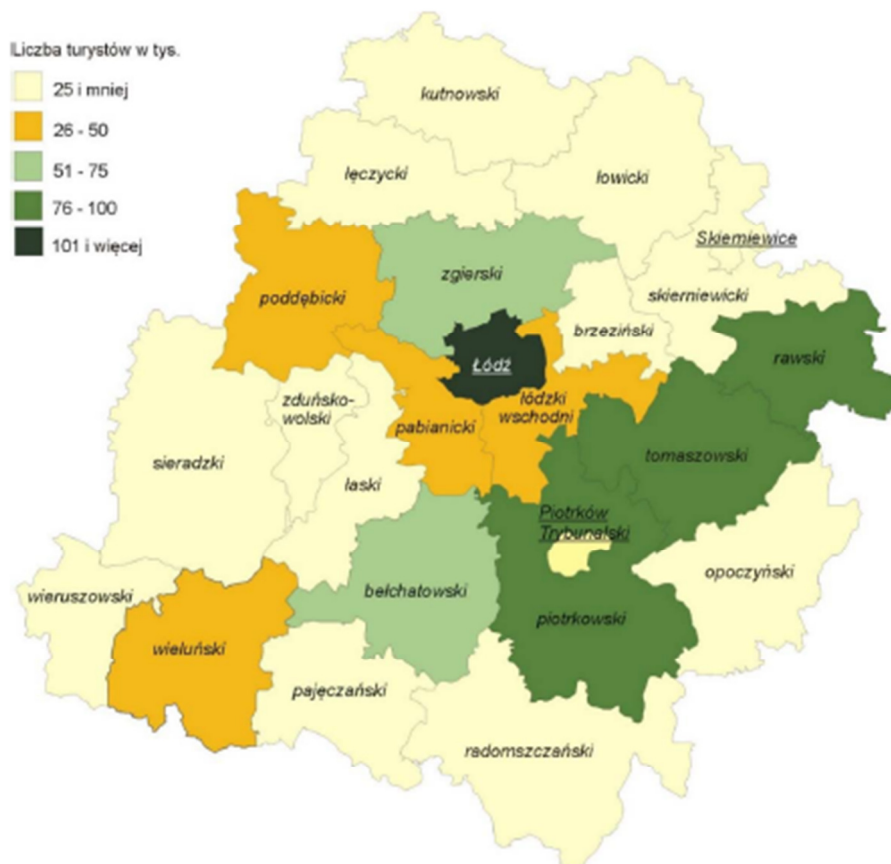 Liczba turystów w tys.
25 i mniej
26 - 50
51 - 75
76 - 100
101 i więcej
kutnowski
łęczycki
łowicki
Skierniewice
zgierski
poddębicki
skierniewicki
brzeziński
rawski
Łódź
zduńsko-
wolski
łódzki
wschodni
pabianicki
tomaszowski
sieradzki
łaski
Piotrków
Trybunalski
opoczyński
wieruszowski
bełchatowski
piotrkowski
wieluński
pajęczański
radomszczański